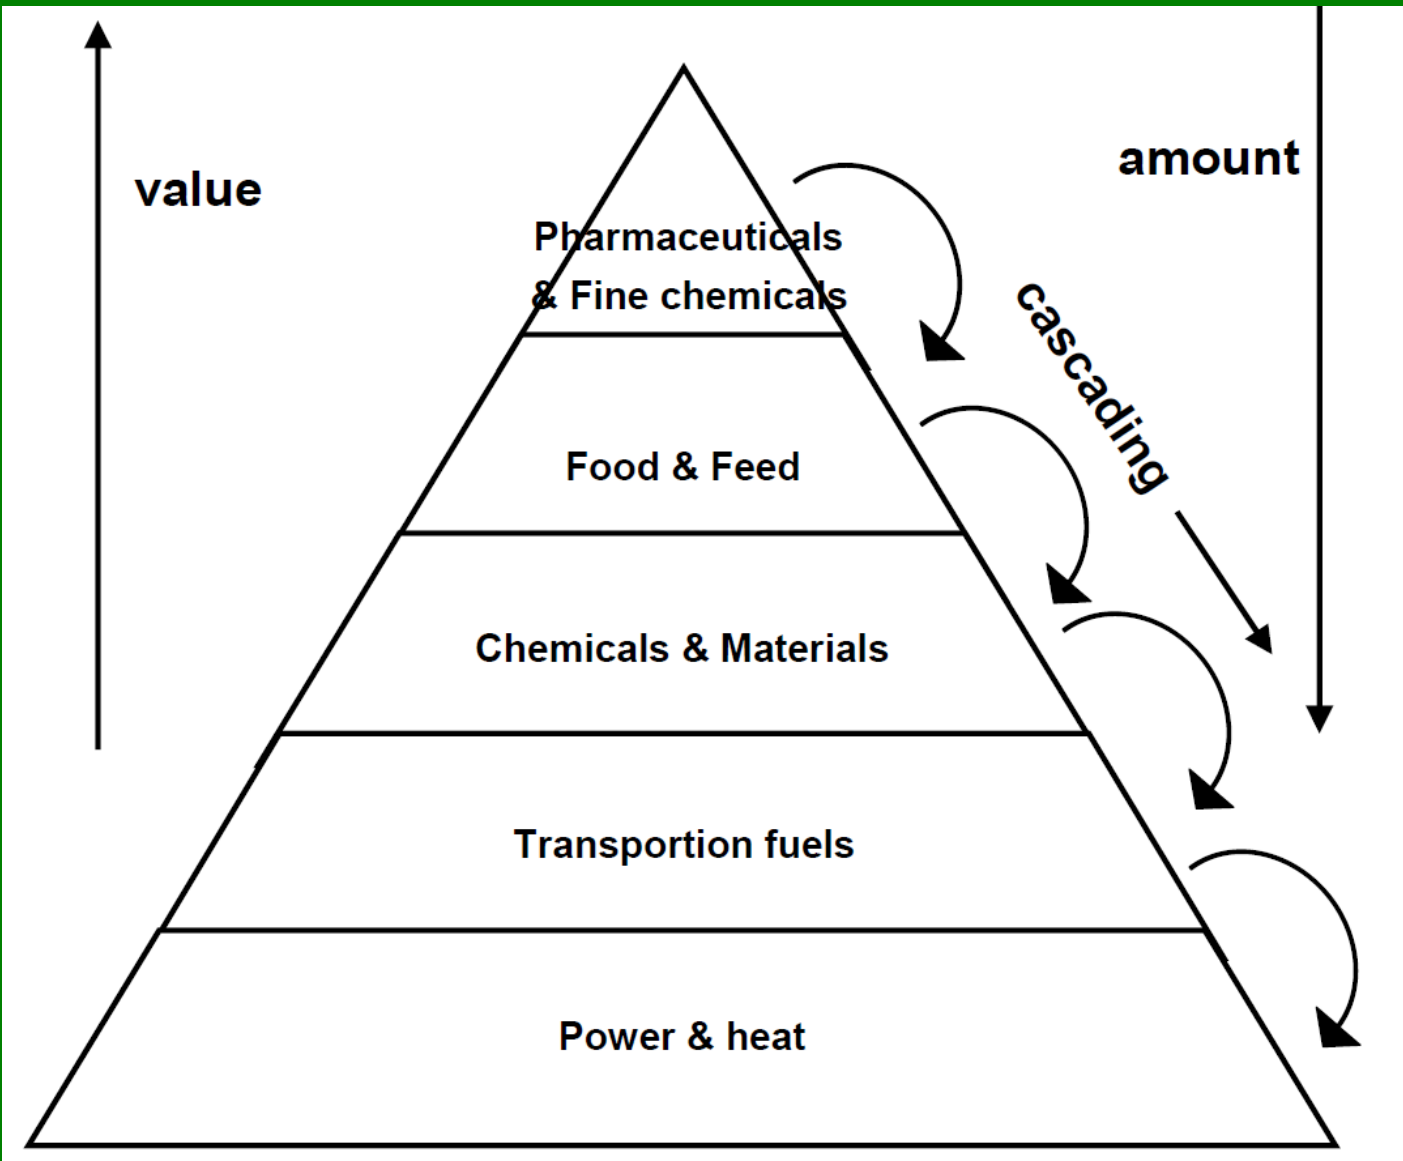 value
amount
Pharmaceuticals
& Fine chemicals
cascading
Food & Feed
Chemicals & Materials
Transportion fuels
Power & heat